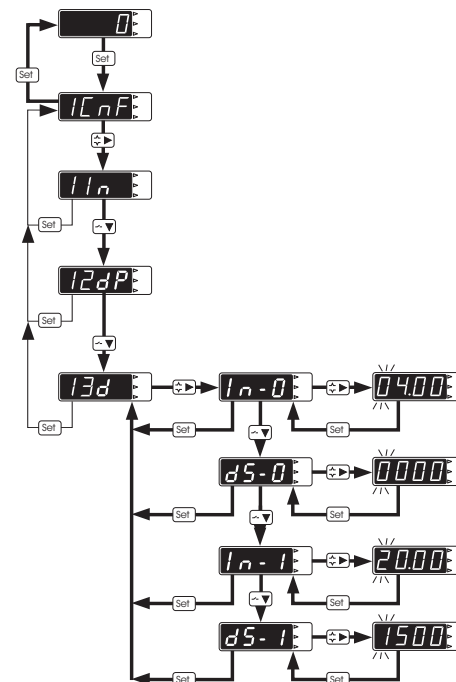 0
Set
Set
1CnF
11n
Set
12dP
Set
13d In-0 04.00
Set Set Set
dS-0 0000
Set Set
In-1 20.00
Set Set
dS-1 1500
Set Set